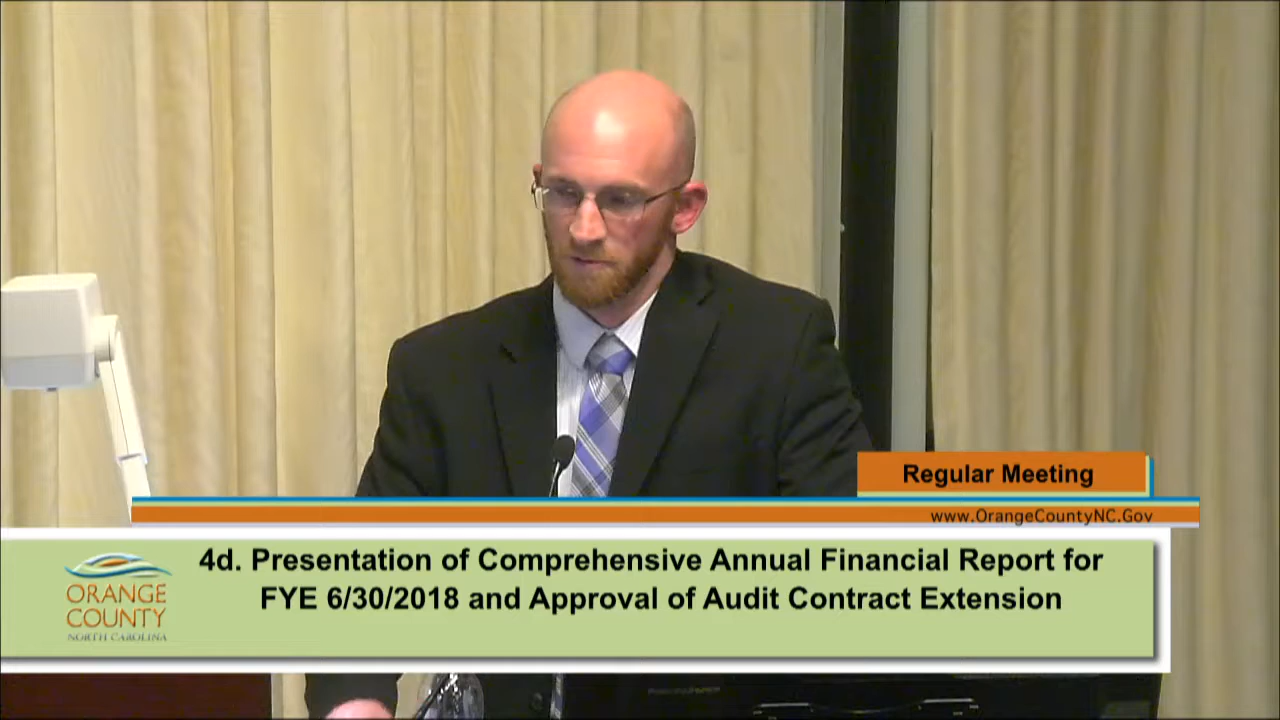 Regular Meeting
www.OrangeCountyNC.Gov
4d. Presentation of Comprehensive Annual Financial Report for
FYE 6/30/2018 and Approval of Audit Contract Extension
ORANGE
COUNTY
NORTH CAROLINA